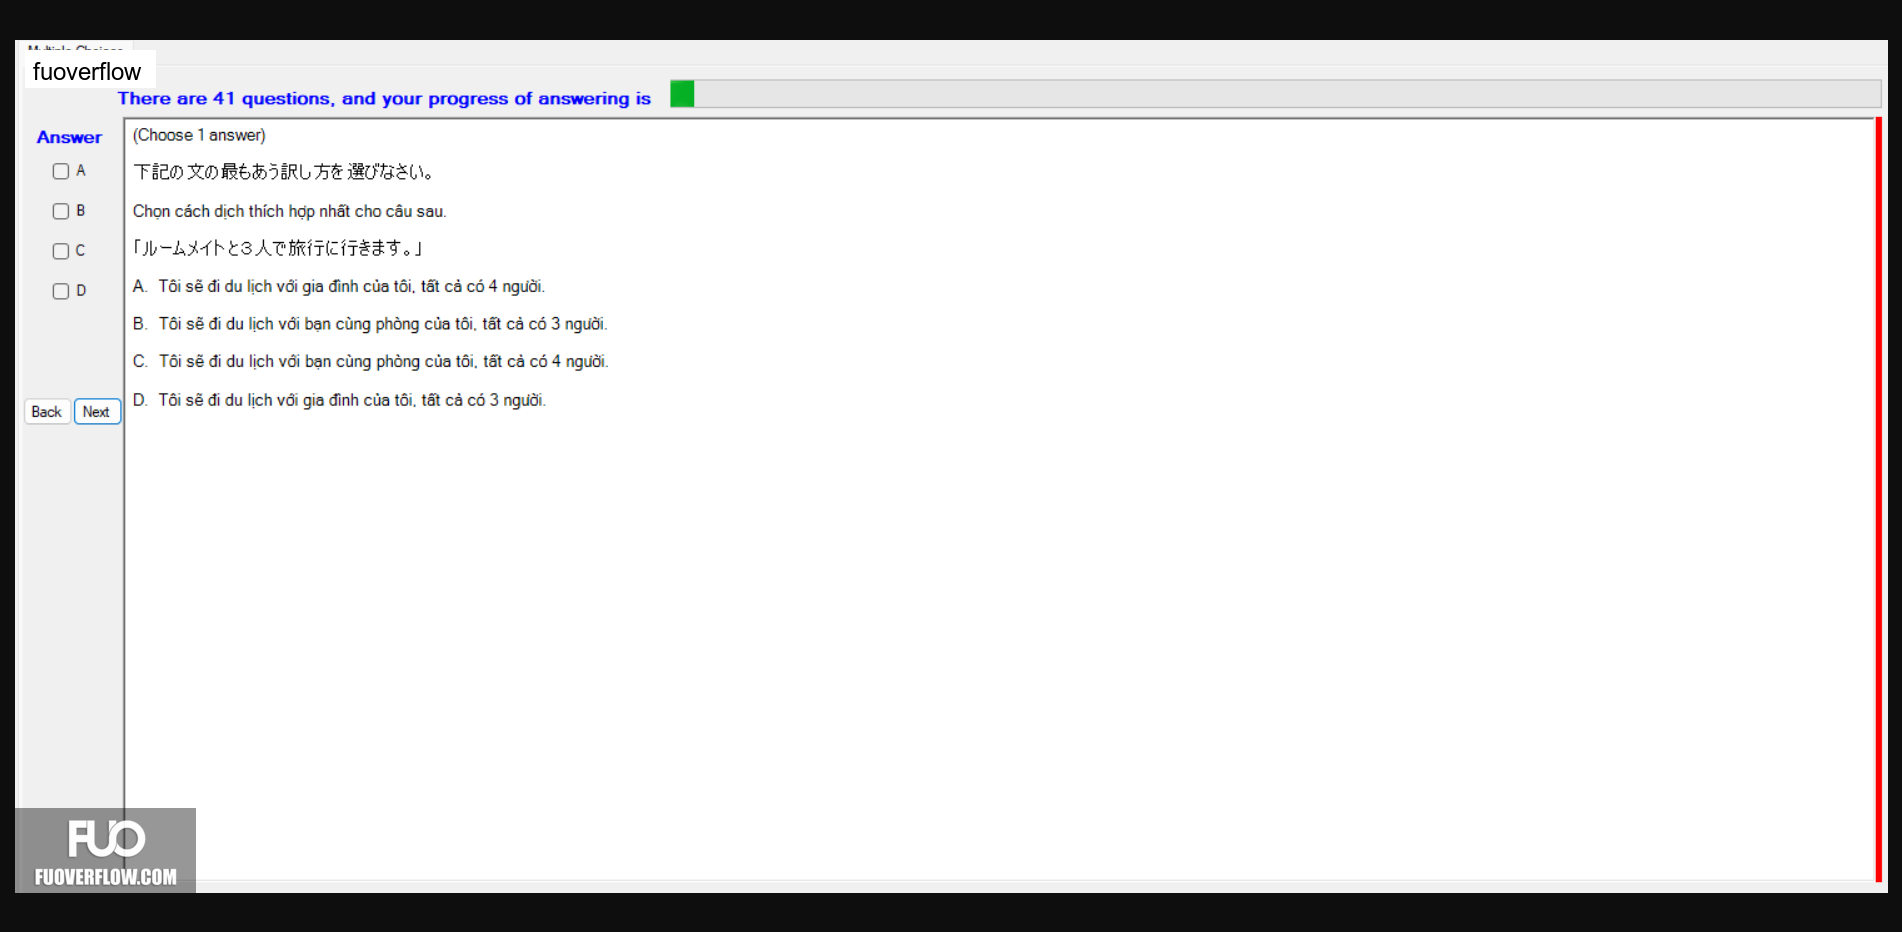 fuoverflow
There are 41 questions, and your progress of answering is
Answer
A
B
C
D
Back Next
(Choose 1 answer)
下記の文の最もあう訳し方を選びなさい。
Chọn cách dịch thích hợp nhất cho câu sau.
「ルームメイトと３人で旅行に行きます。」
A. Tôi sẽ đi du lịch với gia đình của tôi, tất cả có 4 người.
B. Tôi sẽ đi du lịch với bạn cùng phòng của tôi, tất cả có 3 người.
C. Tôi sẽ đi du lịch với bạn cùng phòng của tôi, tất cả có 4 người.
D. Tôi sẽ đi du lịch với gia đình của tôi, tất cả có 3 người.
FUO
FUOVERFLOW.COM